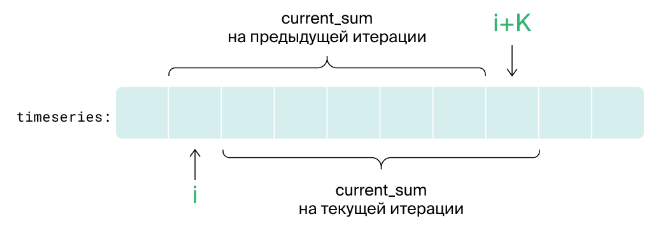 current_sum
на предыдущей итерации
i+K
timeseries:
i
current_sum
на текущей итерации